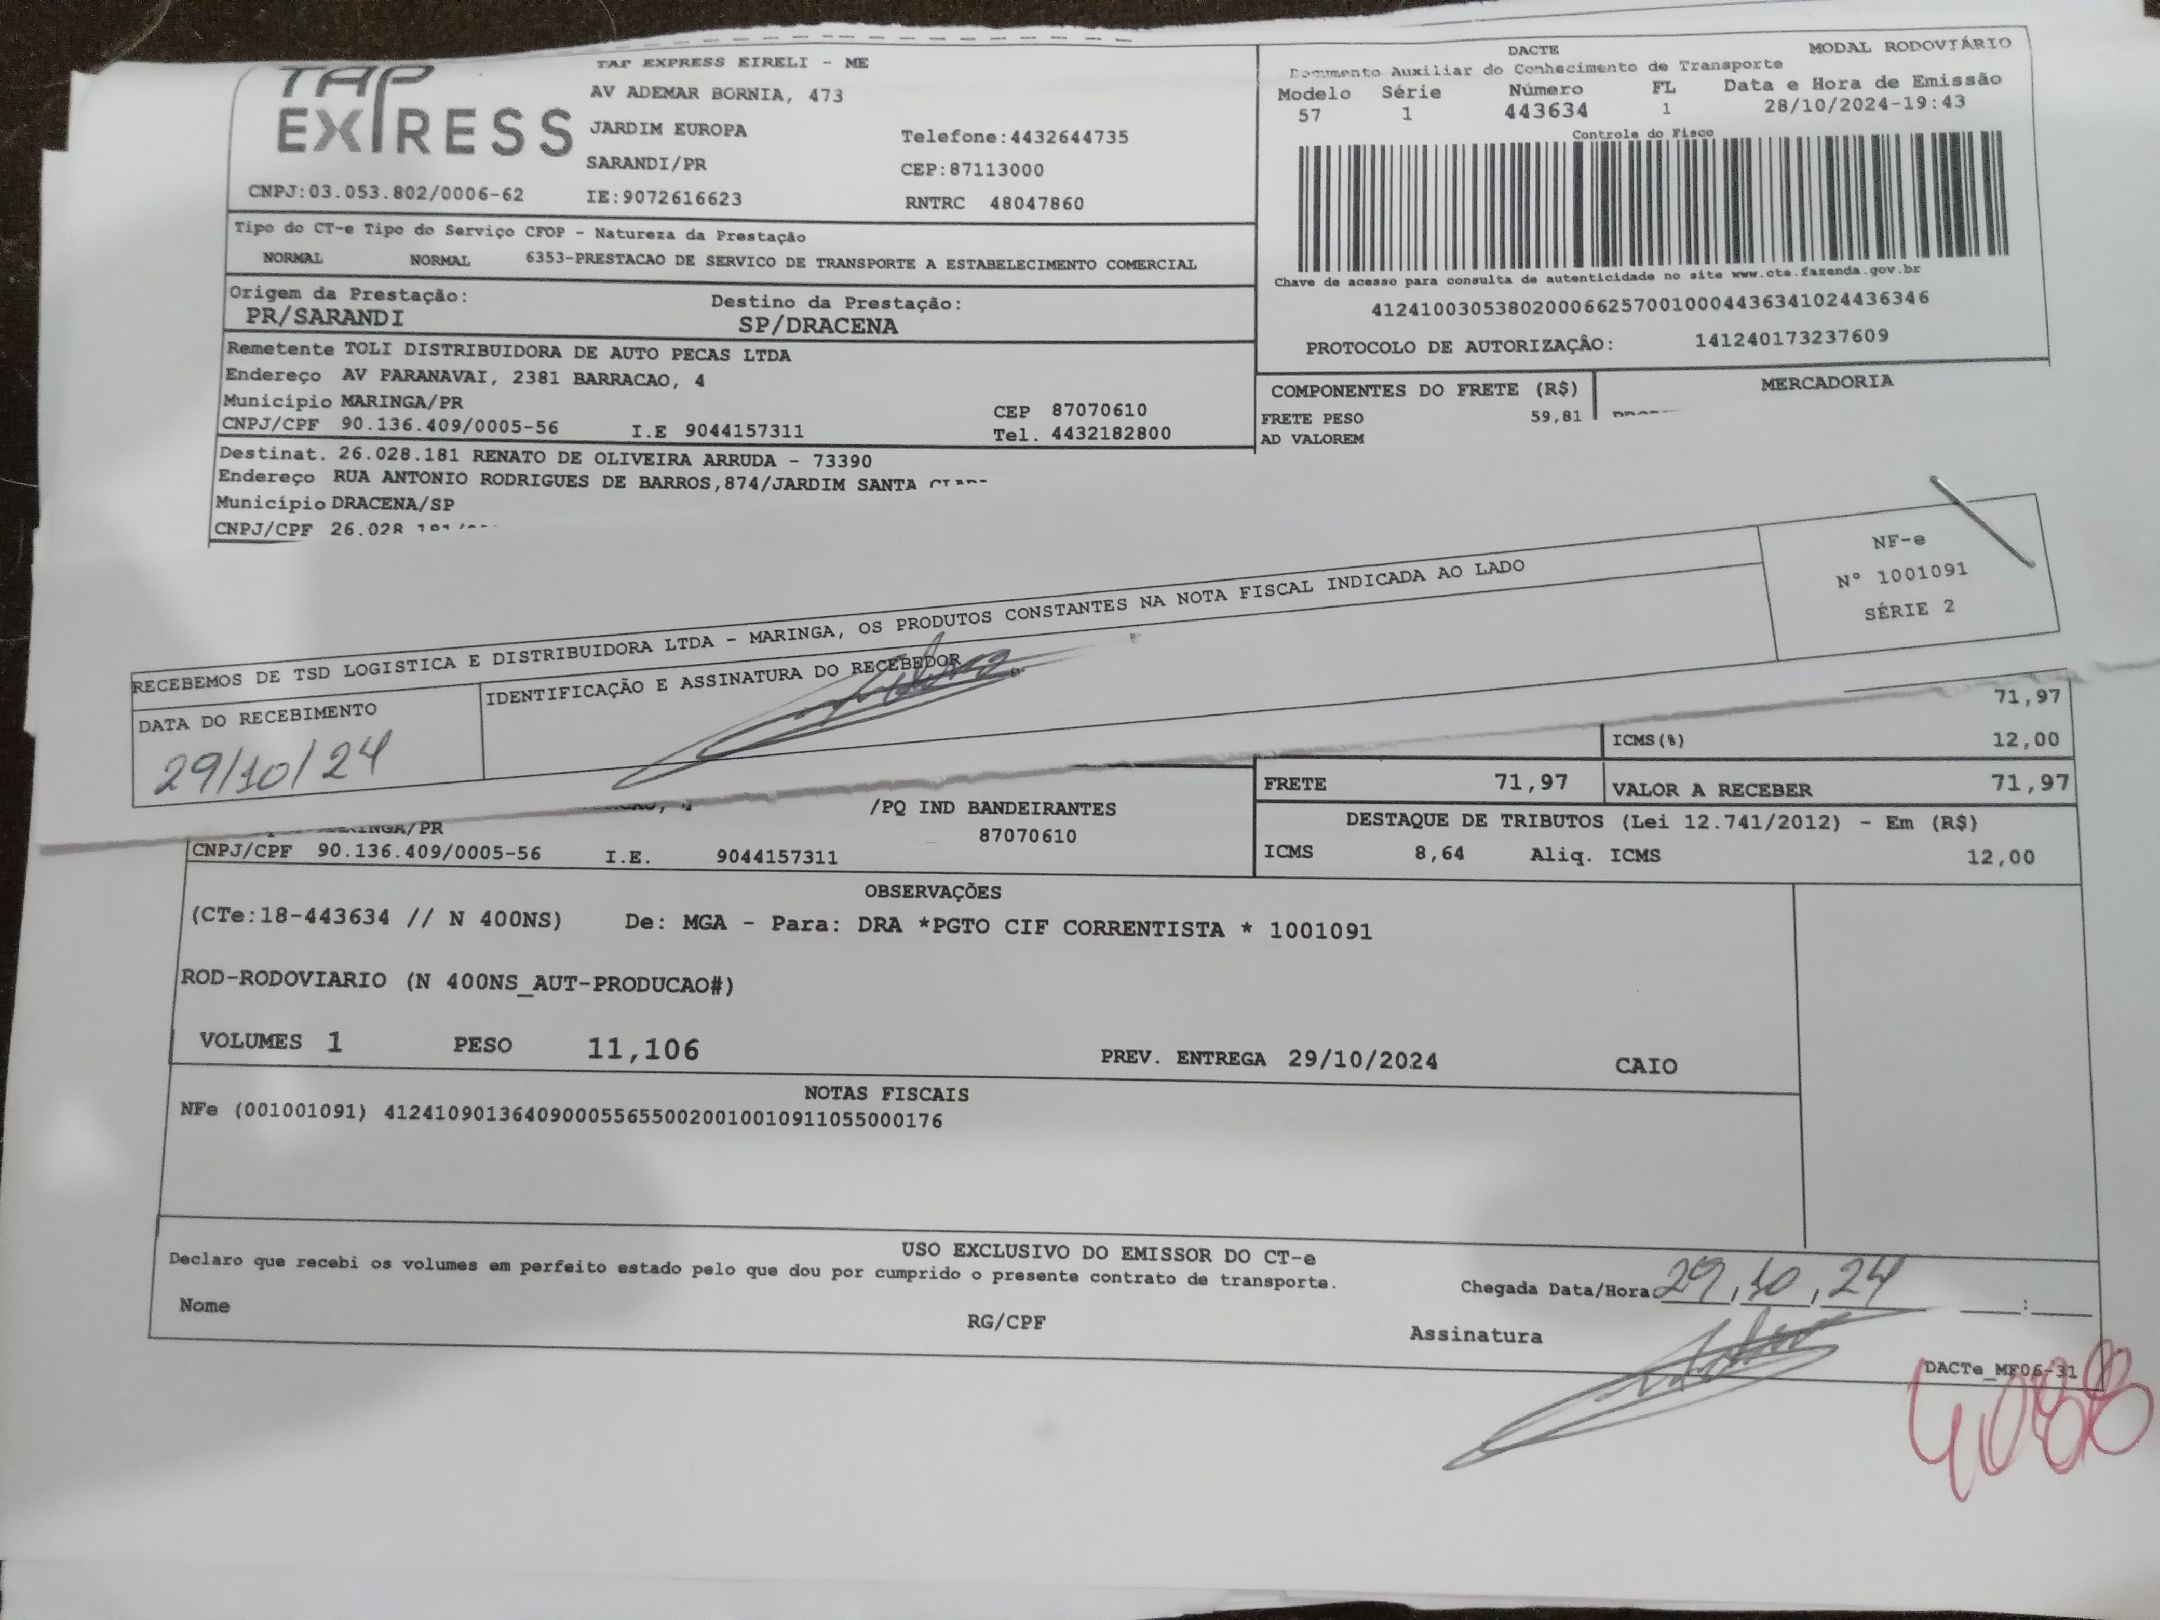 TAP EXPRESS
TAP EXPRESS EIRELI - ME
AV ADEMAR BORNIA, 473
JARDIM EUROPA
Telefone:4432644735
SARANDI/PR
CEP:87113000
CNPJ:03.053.802/0006-62
IE:9072616623
RNTRC 48047860
DACTE
MODAL RODOVIÁRIO
Documento Auxiliar do Conhecimento de Transporte
Modelo Série Número FL Data e Hora de Emissão
57 1 443634 1 28/10/2024-19:43
Controle do Fisco
Chave de acesso para consulta de autenticidade no site www.cte.fazenda.gov.br
41241003053802000662570010004436341024436346
PROTOCOLO DE AUTORIZAÇÂO: 141240173237609
Tipo do CT-e Tipo do Serviço CFOP - Natureza da Prestação
NORMAL NORMAL 6353-PRESTACAO DE SERVICO DE TRANSPORTE A ESTABELECIMENTO COMERCIAL
Origem da Prestação: Destino da Prestação:
PR/SARANDI SP/DRACENA
Remetente TOLI DISTRIBUIDORA DE AUTO PECAS LTDA
Endereço AV PARANAVAI, 2381 BARRACAO, 4
Município MARINGA/PR CEP 87070610
CNPJ/CPF 90.136.409/0005-56 I.E 9044157311 Tel. 4432182800
COMPONENTES DO FRETE (R$) MERCADORIA
FRETE PESO 59,81
AD VALOREM
Destinat. 26.028.181 RENATO DE OLIVEIRA ARRUDA - 73390
Endereço RUA ANTONIO RODRIGUES DE BARROS,874/JARDIM SANTA
Município DRACENA/SP
CNPJ/CPF 26.028
RECEBEMOS DE TSD LOGISTICA E DISTRIBUIDORA LTDA - MARINGA, OS PRODUTOS CONSTANTES NA NOTA FISCAL INDICADA AO LADO
NF-e
Nº 1001091
SÉRIE 2
DATA DO RECEBIMENTO
IDENTIFICAÇÃO E ASSINATURA DO RECEBEDOR
29/10/24
71,97
ICMS(%) 12,00
FRETE 71,97 VALOR A RECEBER 71,97
/PQ IND BANDEIRANTES
87070610
CNPJ/CPF 90.136.409/0005-56 I.E. 9044157311
DESTAQUE DE TRIBUTOS (Lei 12.741/2012) - Em (R$)
ICMS 8,64 Aliq. ICMS 12,00
OBSERVAÇÕES
(CTe:18-443634 // N 400NS) De: MGA - Para: DRA *PGTO CIF CORRENTISTA * 1001091
ROD-RODOVIARIO (N 400NS_AUT-PRODUCAO#)
VOLUMES 1 PESO 11,106 PREV. ENTREGA 29/10/2024 CAIO
NOTAS FISCAIS
NFe (001001091) 41241090136409000556550020010010911055000176
USO EXCLUSIVO DO EMISSOR DO CT-e
Declaro que recebi os volumes em perfeito estado pelo que dou por cumprido o presente contrato de transporte.
Chegada Data/Hora 29,10,24 :
Nome RG/CPF Assinatura
DACTe_MF06-31